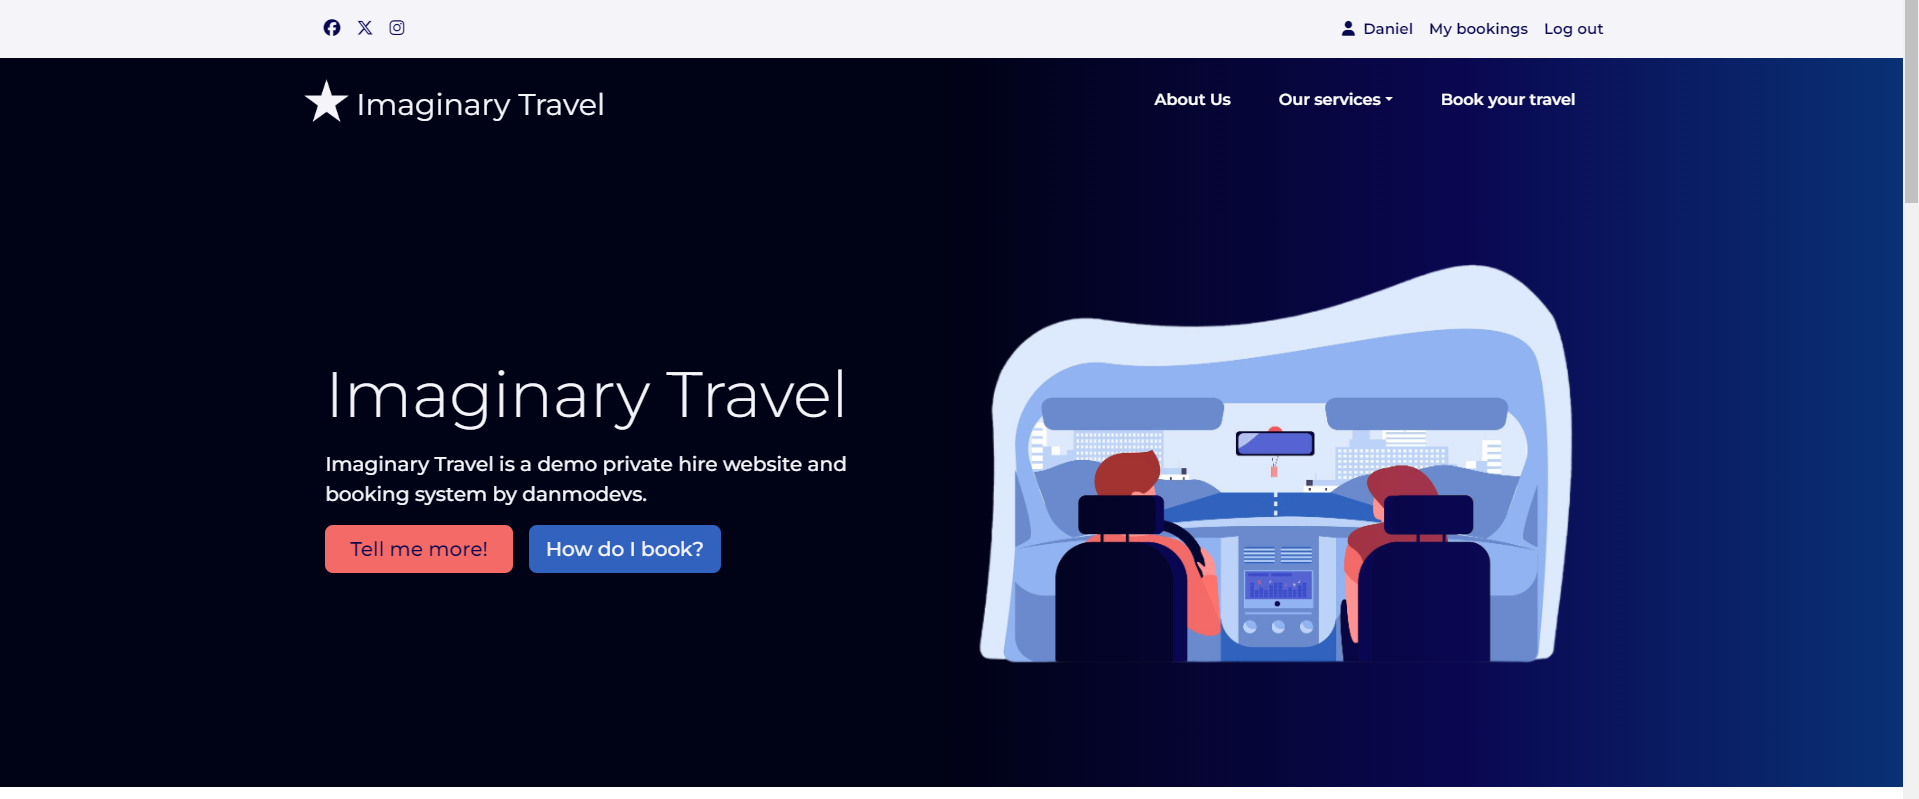 Daniel My bookings Log out
Imaginary Travel
About Us Our services Book your travel
Imaginary Travel
Imaginary Travel is a demo private hire website and
booking system by danmodevs.
Tell me more! How do I book?